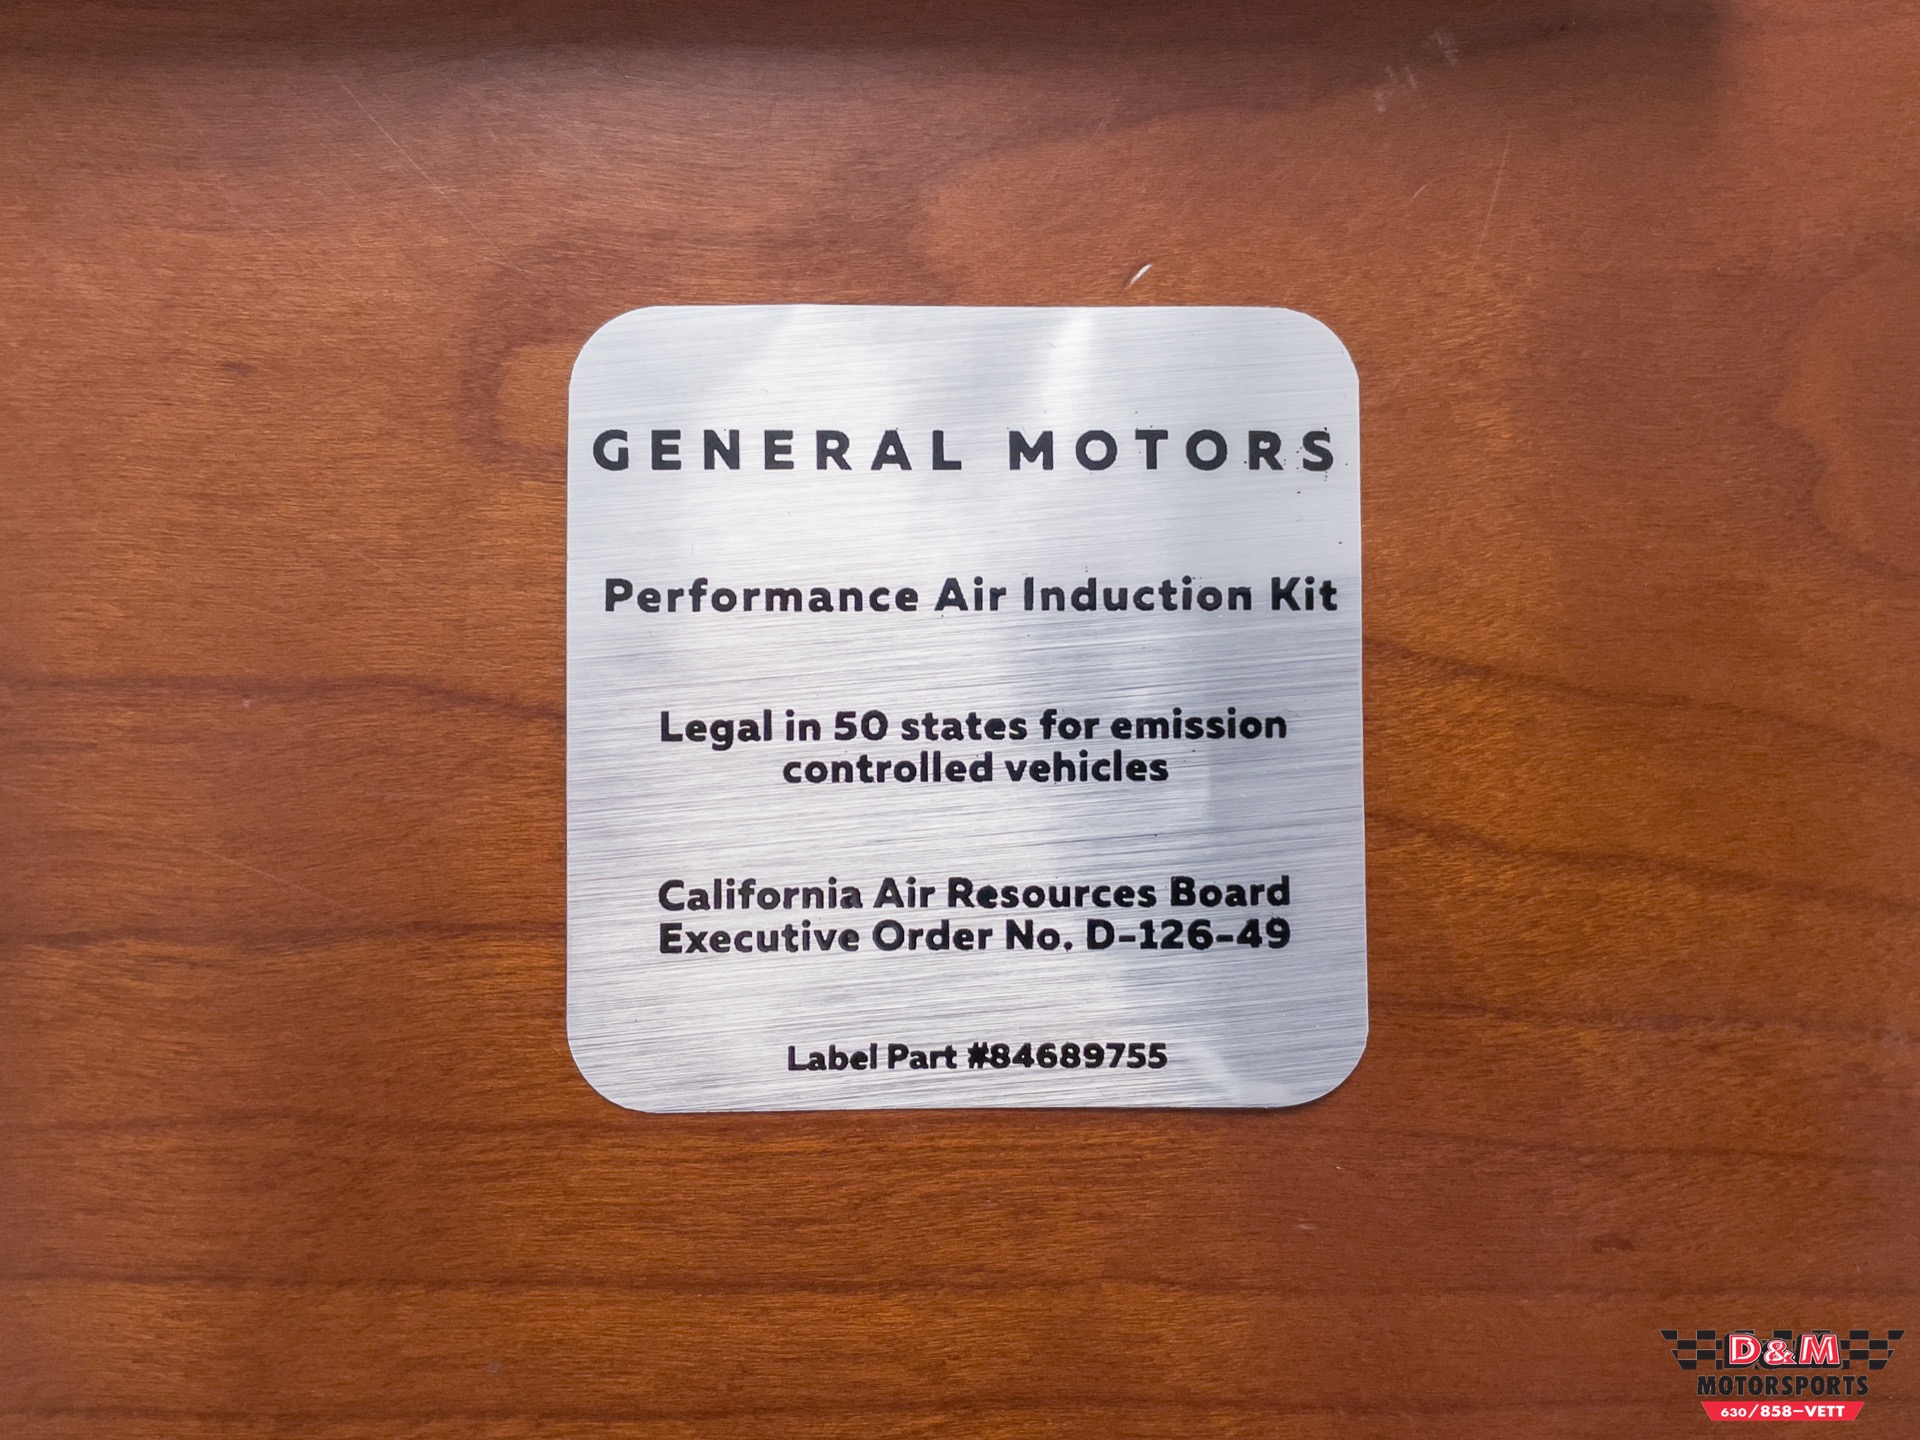 GENERAL MOTORS
Performance Air Induction Kit
Legal in 50 states for emission
controlled vehicles
California Air Resources Board
Executive Order No. D-126-49
Label Part #84689755
D&M
MOTORSPORTS
630/858-VETT